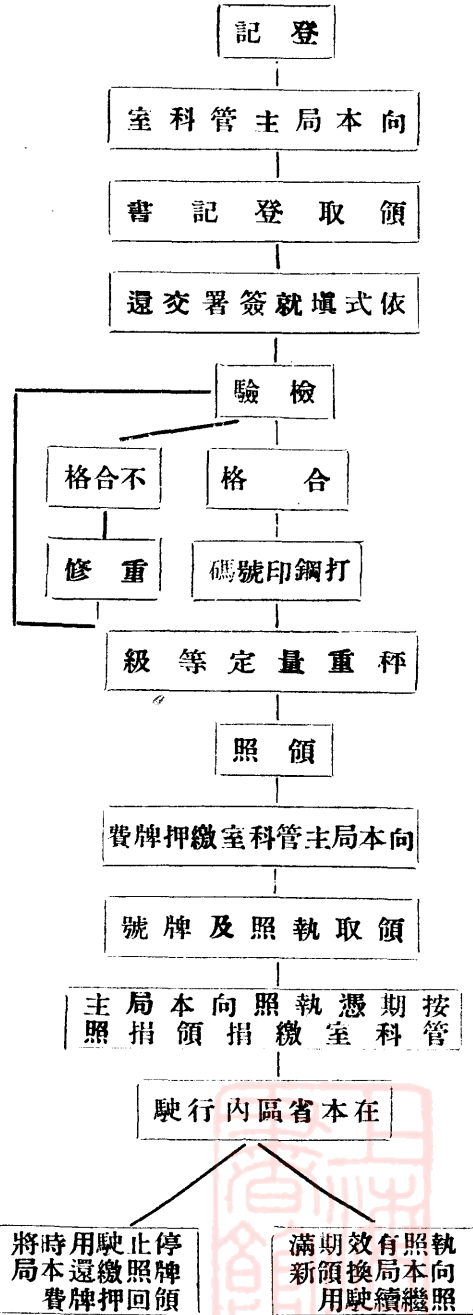 登記
向本局主管科室
領取登記書
依式填就簽署交還
檢驗
不合格
合格
重修
打鋼印號碼
秤重量定等級
領照
向本局主管科室繳押牌費
領取執照及牌號
按期憑執照向本局主
管科室繳捐領捐照
在本省區內行駛
停止駛用時將
牌照繳還本局
領回押牌費
執照有效期滿
向本局換領新
照繼續駛用